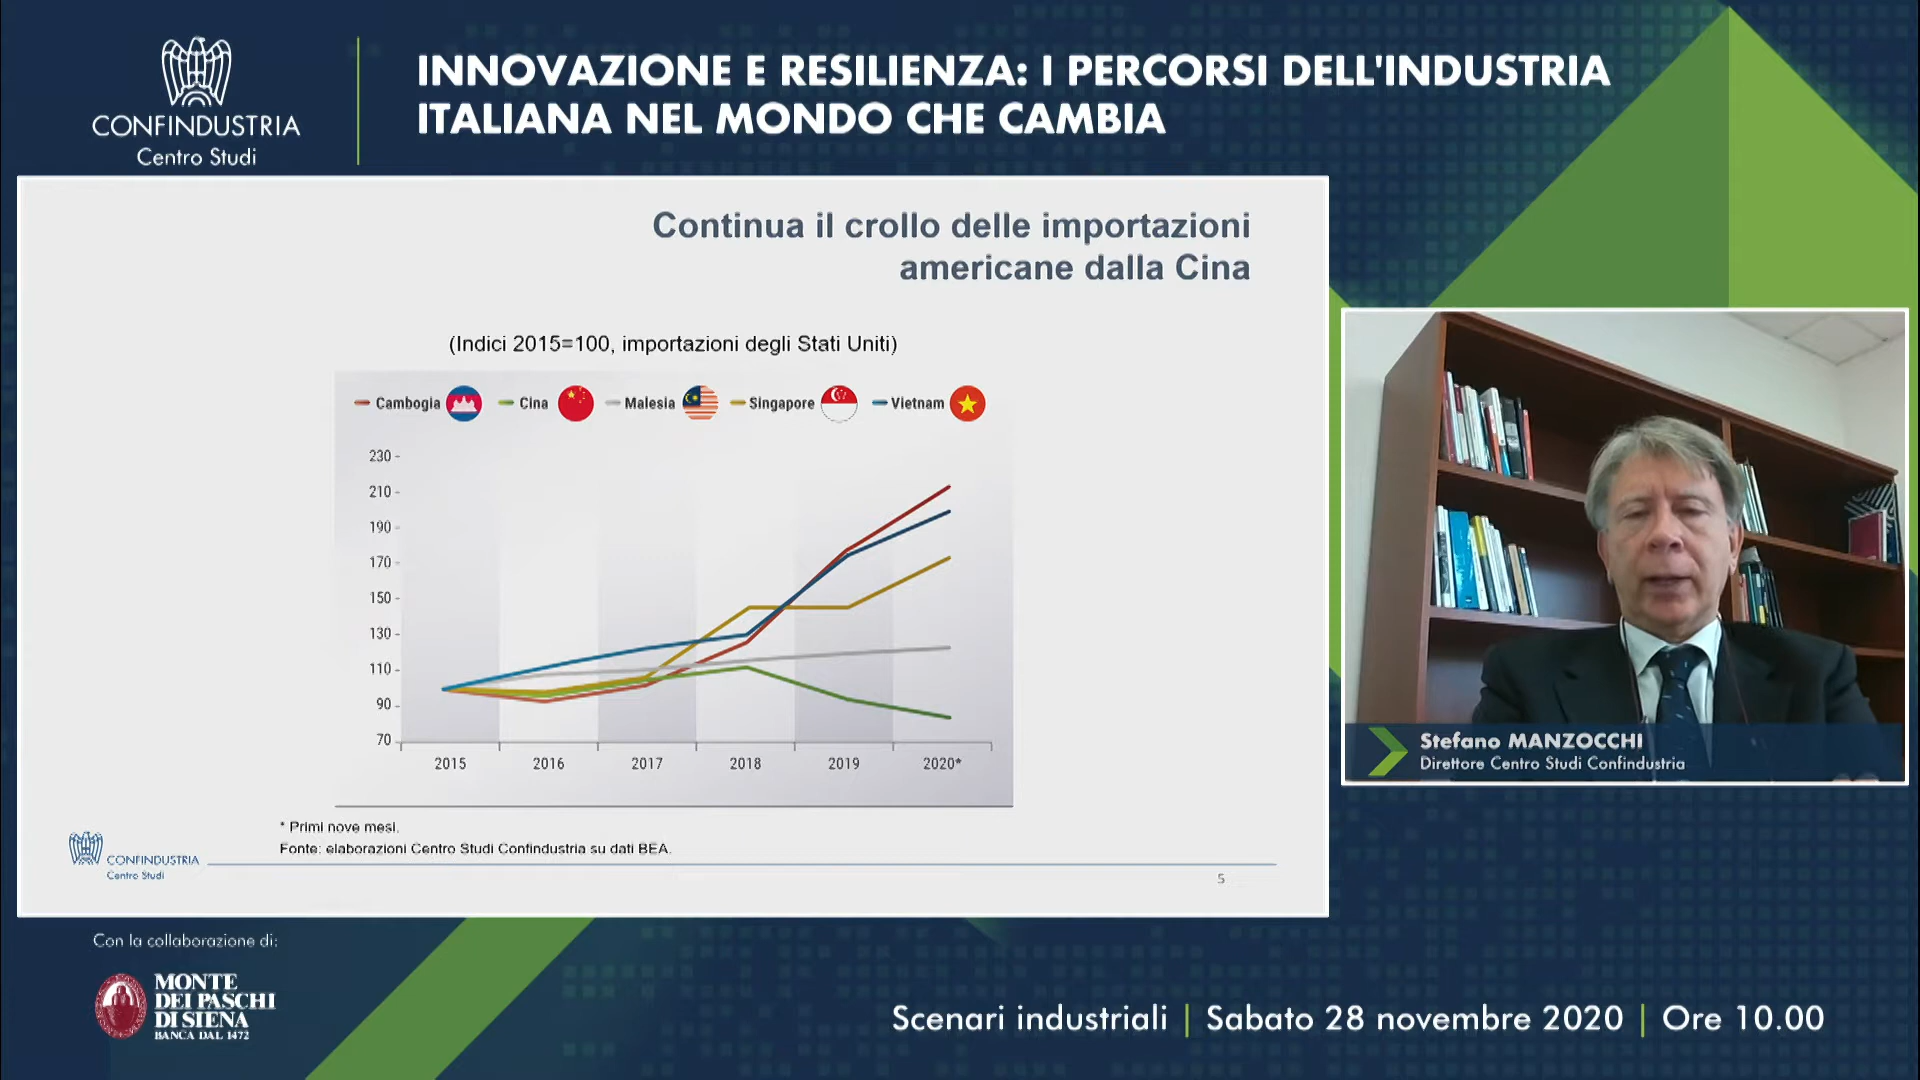 CONFINDUSTRIA
Centro Studi
INNOVAZIONE E RESILIENZA: I PERCORSI DELL'INDUSTRIA
ITALIANA NEL MONDO CHE CAMBIA
Continua il crollo delle importazioni
americane dalla Cina
(Indici 2015=100, importazioni degli Stati Uniti)
Cambogia Cina Malesia Singapore Vietnam
230
210
190
170
150
130
110
90
70
2015 2016 2017 2018 2019 2020*
* Primi nove mesi.
Fonte: elaborazioni Centro Studi Confindustria su dati BEA.
CONFINDUSTRIA
Centro Studi
5
Stefano MANZOCCHI
Direttore Centro Studi Confindustria
Con la collaborazione di:
MONTE
DEI PASCHI
DI SIENA
BANCA DAL 1472
Scenari industriali | Sabato 28 novembre 2020 | Ore 10.00